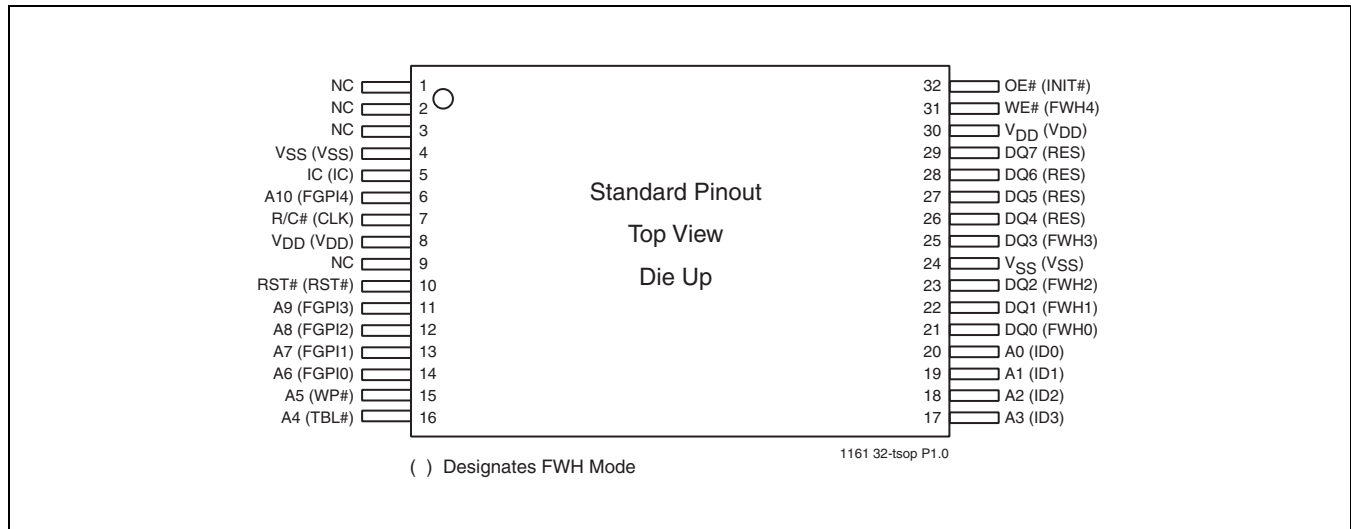 NC 1
NC 2
NC 3
VSS (VSS) 4
IC (IC) 5
A10 (FGPI4) 6
R/C# (CLK) 7
VDD (VDD) 8
NC 9
RST# (RST#) 10
A9 (FGPI3) 11
A8 (FGPI2) 12
A7 (FGPI1) 13
A6 (FGPI0) 14
A5 (WP#) 15
A4 (TBL#) 16
Standard Pinout
Top View
Die Up
32 OE# (INIT#)
31 WE# (FWH4)
30 VDD (VDD)
29 DQ7 (RES)
28 DQ6 (RES)
27 DQ5 (RES)
26 DQ4 (RES)
25 DQ3 (FWH3)
24 VSS (VSS)
23 DQ2 (FWH2)
22 DQ1 (FWH1)
21 DQ0 (FWH0)
20 A0 (ID0)
19 A1 (ID1)
18 A2 (ID2)
17 A3 (ID3)
1161 32-tsop P1.0
( ) Designates FWH Mode